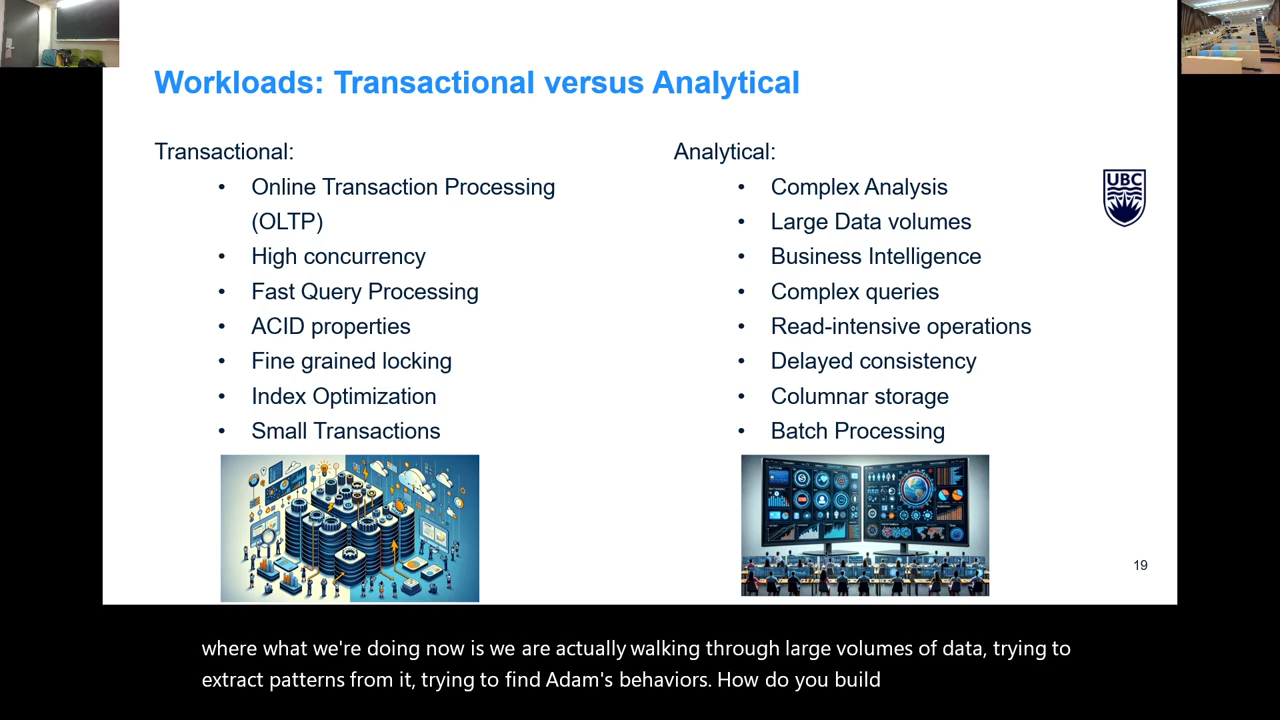 Workloads: Transactional versus Analytical
Transactional:
• Online Transaction Processing
(OLTP)
• High concurrency
• Fast Query Processing
• ACID properties
• Fine grained locking
• Index Optimization
• Small Transactions
Analytical:
• Complex Analysis
• Large Data volumes
• Business Intelligence
• Complex queries
• Read-intensive operations
• Delayed consistency
• Columnar storage
• Batch Processing
UBC
19
where what we're doing now is we are actually walking through large volumes of data, trying to
extract patterns from it, trying to find Adam's behaviors. How do you build